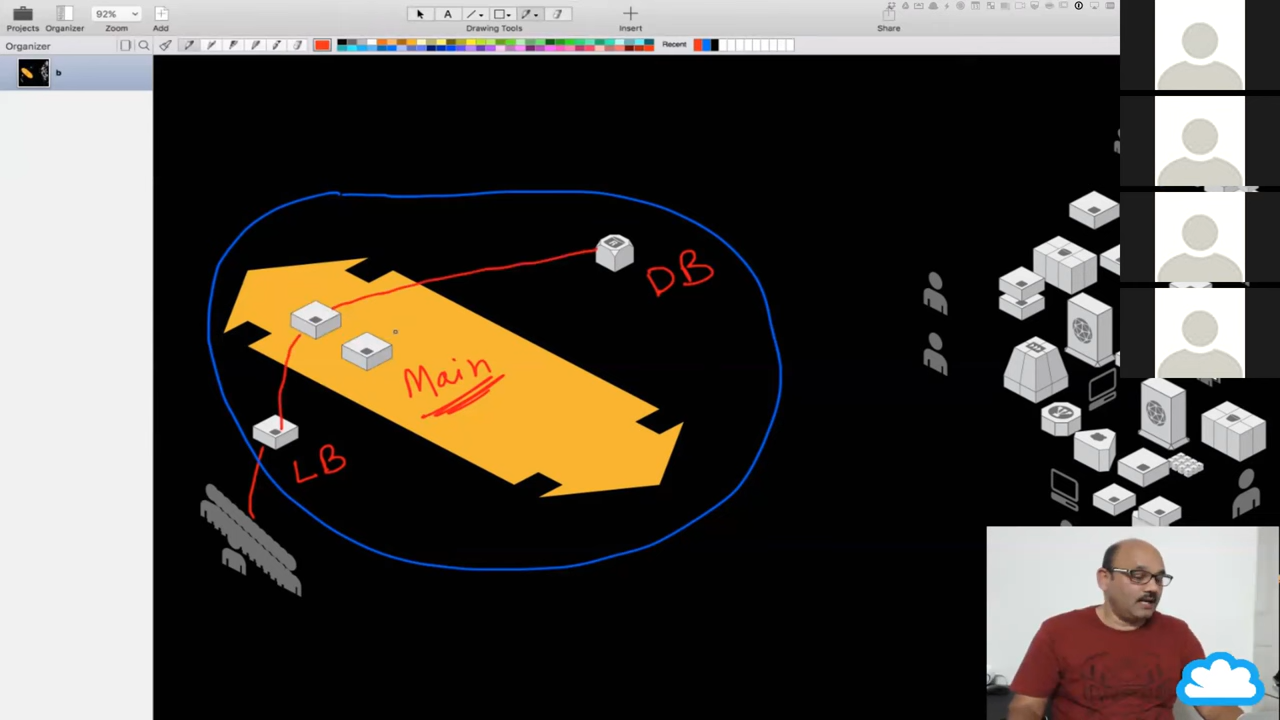 92%
Projects Organizer Zoom Add
A
Drawing Tools
Insert
Share
Organizer
Recent
b
DB
Main
LB